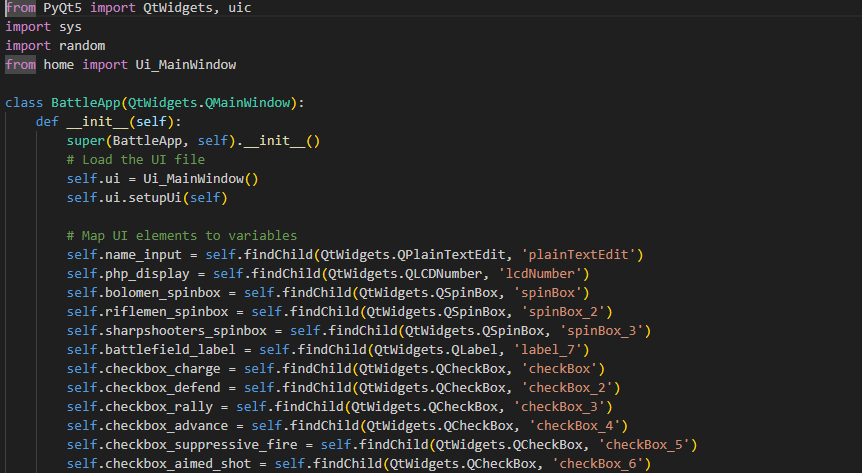 from PyQt5 import QtWidgets, uic
import sys
import random
from home import Ui_MainWindow

class BattleApp(QtWidgets.QMainWindow):
    def __init__(self):
        super(BattleApp, self).__init__()
        # Load the UI file
        self.ui = Ui_MainWindow()
        self.ui.setupUi(self)

        # Map UI elements to variables
        self.name_input = self.findChild(QtWidgets.QPlainTextEdit, 'plainTextEdit')
        self.php_display = self.findChild(QtWidgets.QLCDNumber, 'lcdNumber')
        self.bolomen_spinbox = self.findChild(QtWidgets.QSpinBox, 'spinBox')
        self.riflemen_spinbox = self.findChild(QtWidgets.QSpinBox, 'spinBox_2')
        self.sharpshooters_spinbox = self.findChild(QtWidgets.QSpinBox, 'spinBox_3')
        self.battlefield_label = self.findChild(QtWidgets.QLabel, 'label_7')
        self.checkbox_charge = self.findChild(QtWidgets.QCheckBox, 'checkBox')
        self.checkbox_defend = self.findChild(QtWidgets.QCheckBox, 'checkBox_2')
        self.checkbox_rally = self.findChild(QtWidgets.QCheckBox, 'checkBox_3')
        self.checkbox_advance = self.findChild(QtWidgets.QCheckBox, 'checkBox_4')
        self.checkbox_suppressive_fire = self.findChild(QtWidgets.QCheckBox, 'checkBox_5')
        self.checkbox_aimed_shot = self.findChild(QtWidgets.QCheckBox, 'checkBox_6')